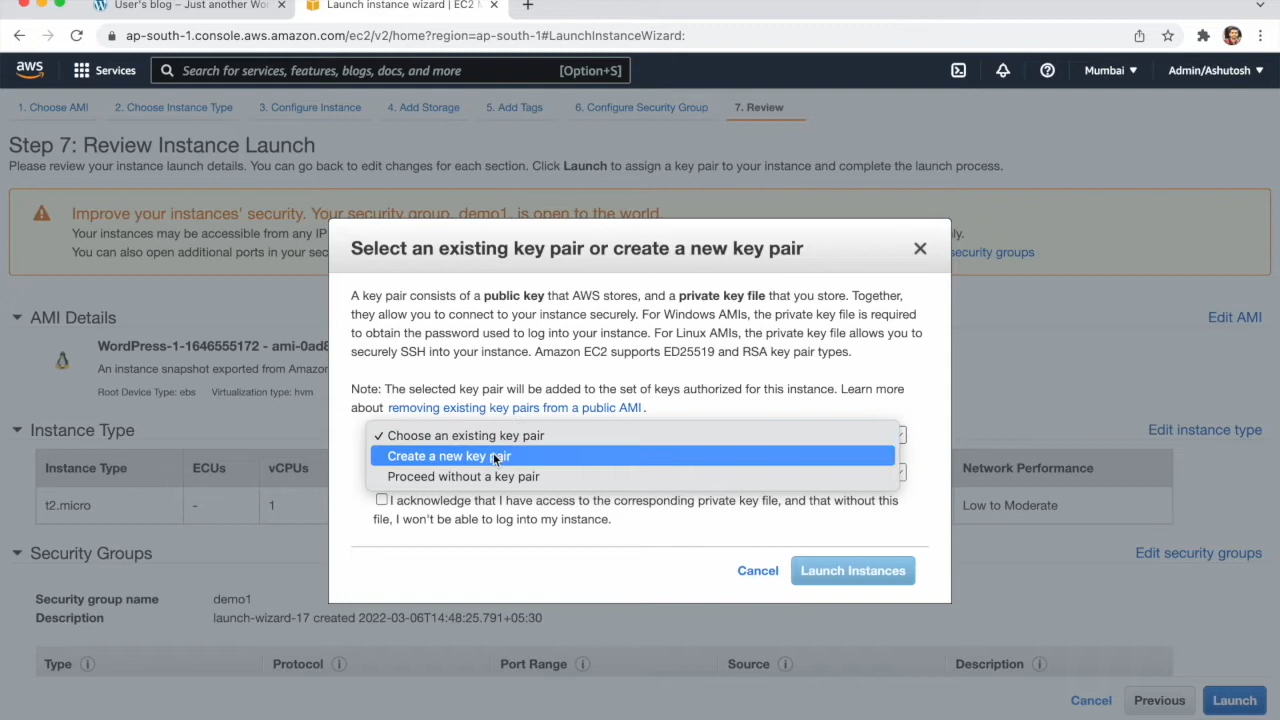 User's blog – Just another Wo
Launch instance wizard | EC2 M
ap-south-1.console.aws.amazon.com/ec2/v2/home?region=ap-south-1#LaunchInstanceWizard:
aws
Services
Search for services, features, blogs, docs, and more
[Option+S]
Mumbai
Admin/Ashutosh
1. Choose AMI
2. Choose Instance Type
3. Configure Instance
4. Add Storage
5. Add Tags
6. Configure Security Group
7. Review
Step 7: Review Instance Launch
Please review your instance launch details. You can go back to edit changes for each section. Click Launch to assign a key pair to your instance and complete the launch process.
Improve your instances' security. Your security group, demo1, is open to the world.
Your instances may be accessible from any IP
ly.
You can also open additional ports in your sec
security groups
Select an existing key pair or create a new key pair
A key pair consists of a public key that AWS stores, and a private key file that you store. Together,
they allow you to connect to your instance securely. For Windows AMIs, the private key file is required
to obtain the password used to log into your instance. For Linux AMIs, the private key file allows you to
securely SSH into your instance. Amazon EC2 supports ED25519 and RSA key pair types.
Note: The selected key pair will be added to the set of keys authorized for this instance. Learn more
about removing existing key pairs from a public AMI.
Choose an existing key pair
Create a new key pair
Proceed without a key pair
I acknowledge that I have access to the corresponding private key file, and that without this
file, I won't be able to log into my instance.
Cancel
Launch Instances
AMI Details
Edit AMI
WordPress-1-1646555172 - ami-0ad8
An instance snapshot exported from Amazon
Root Device Type: ebs
Virtualization type: hvm
Instance Type
Edit instance type
Instance Type
ECUs
vCPUs
Network Performance
t2.micro
-
1
Low to Moderate
Security Groups
Edit security groups
Security group name
demo1
Description
launch-wizard-17 created 2022-03-06T14:48:25.791+05:30
Type
Protocol
Port Range
Source
Description
Cancel
Previous
Launch